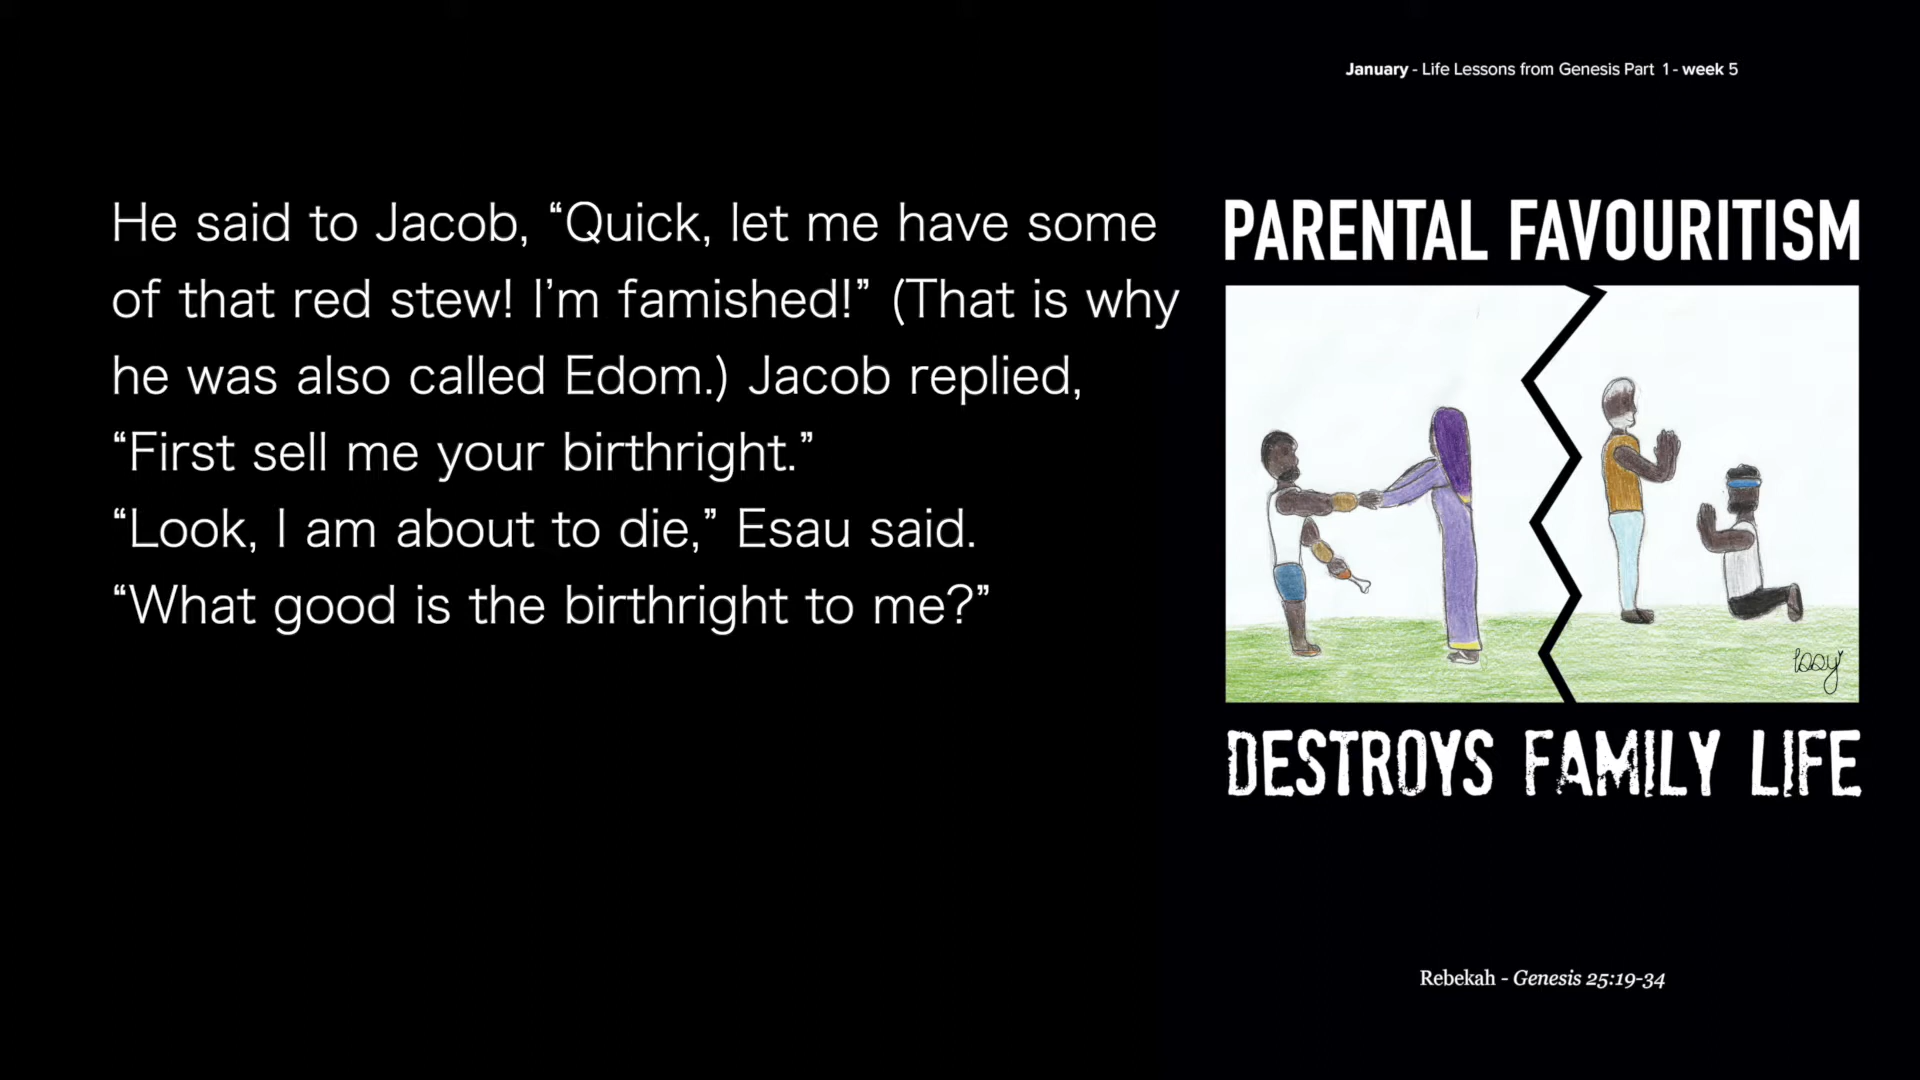 January - Life Lessons from Genesis Part 1 - week 5
He said to Jacob, “Quick, let me have some
of that red stew! I’m famished!” (That is why
he was also called Edom.) Jacob replied,
“First sell me your birthright.”
“Look, I am about to die,” Esau said.
“What good is the birthright to me?”
PARENTAL FAVOURITISM
Issy
DESTROYS FAMILY LIFE
Rebekah - Genesis 25:19-34